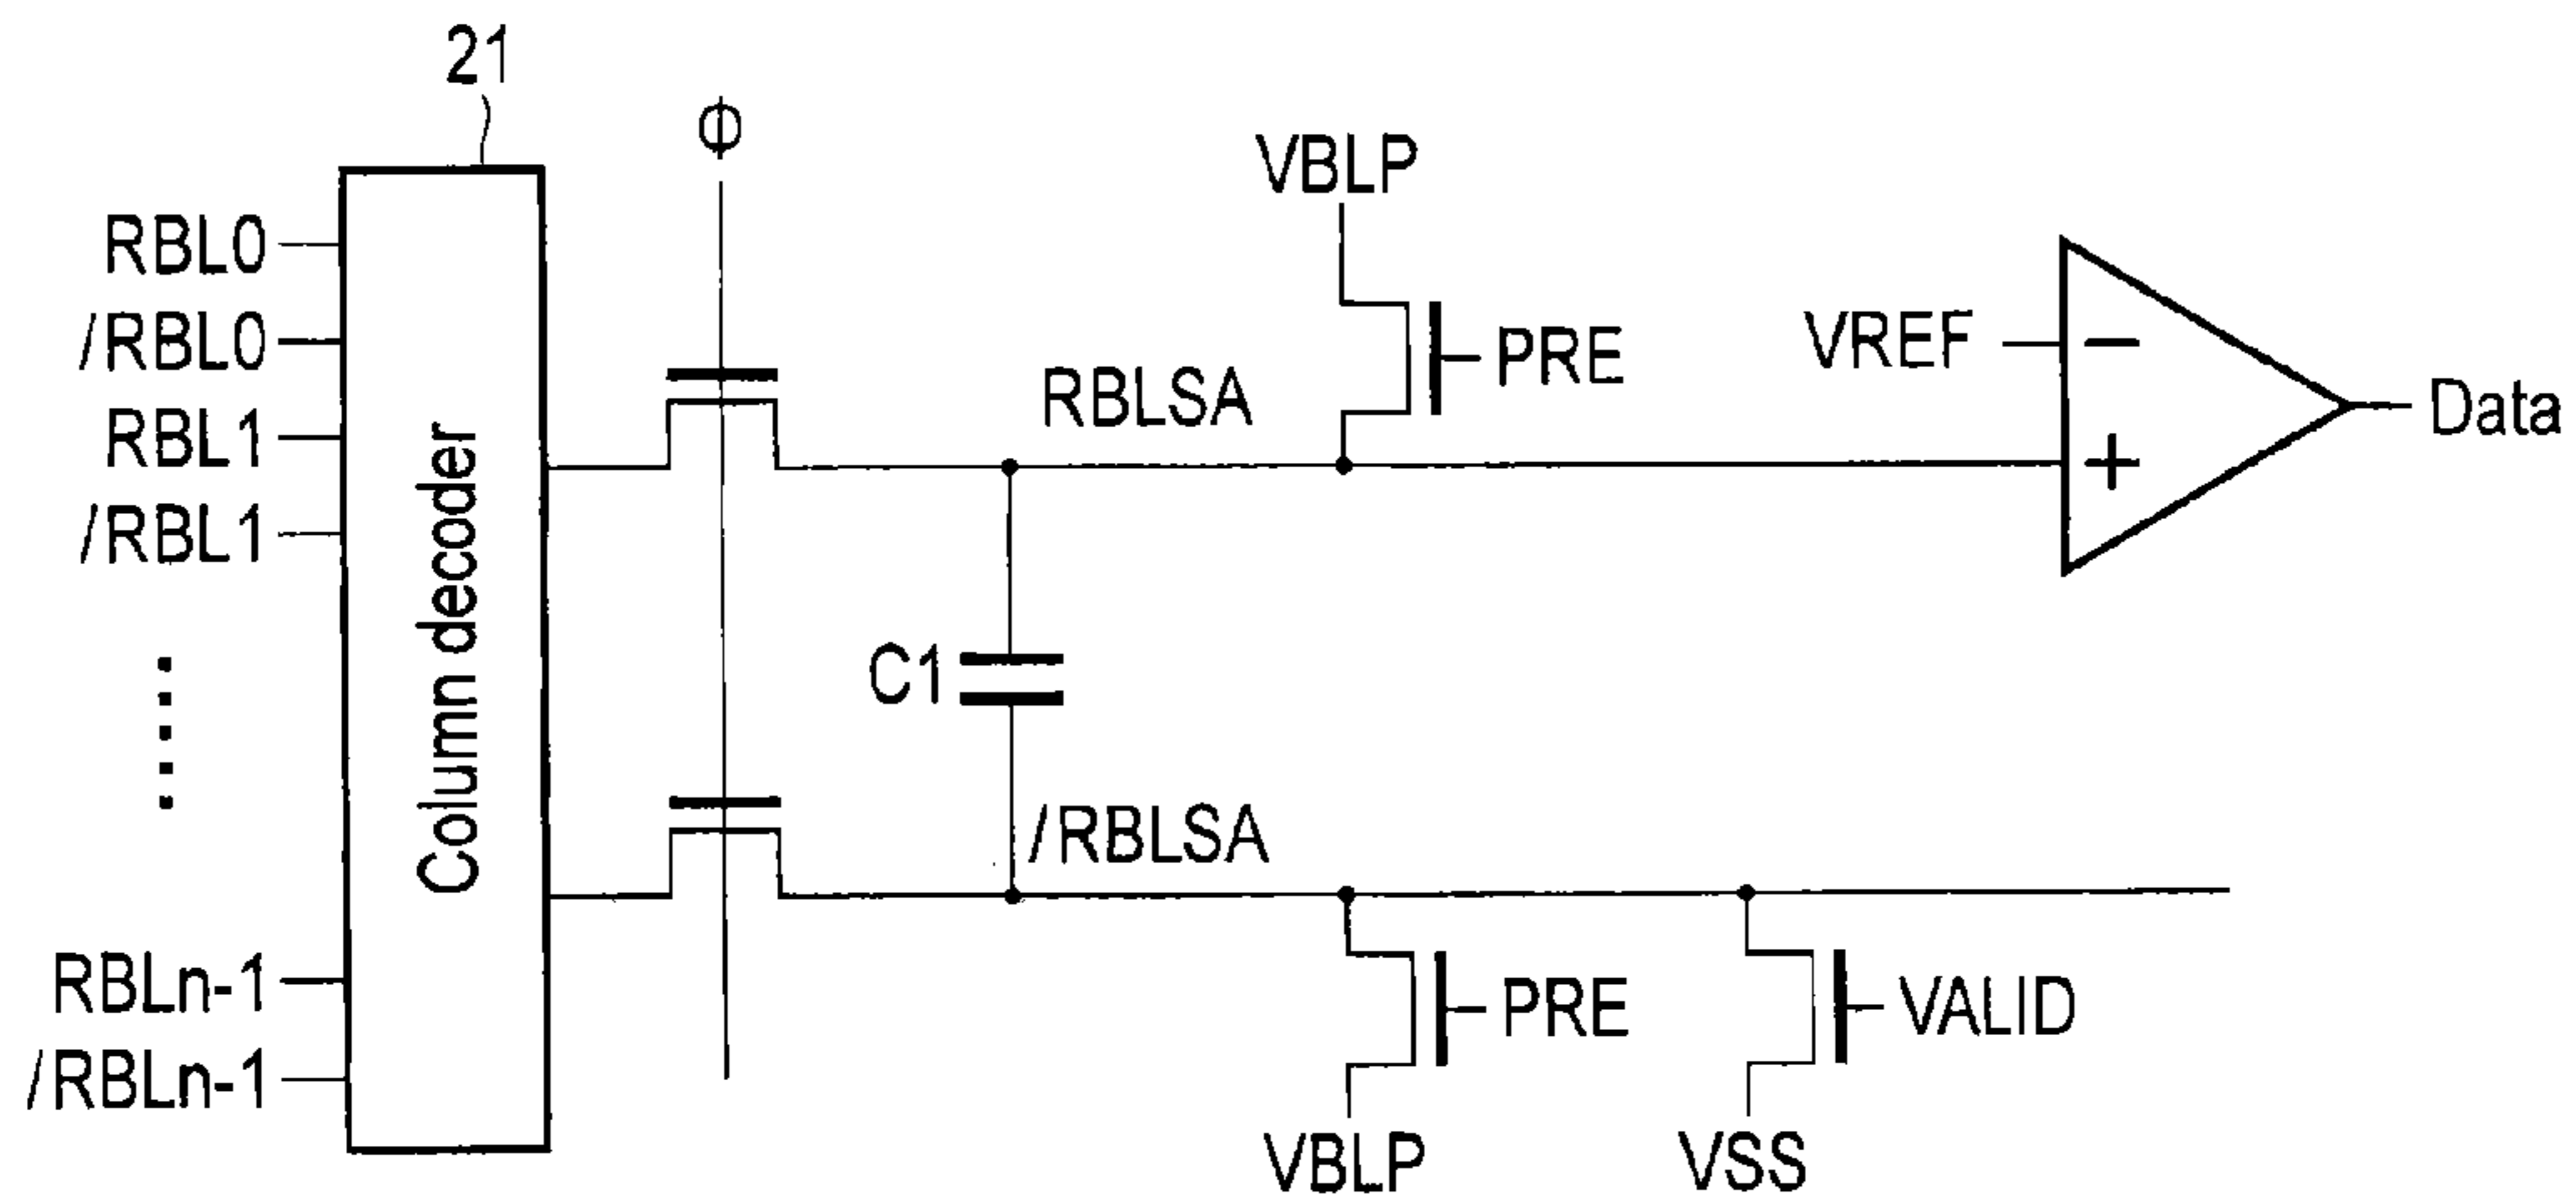 21
Φ
VBLP
RBL0
/RBL0
RBL1
/RBL1
RBLSA
PRE
VREF
−
+
Data
Column decoder
C1
/RBLSA
RBLn-1
/RBLn-1
PRE
VALID
VBLP
VSS